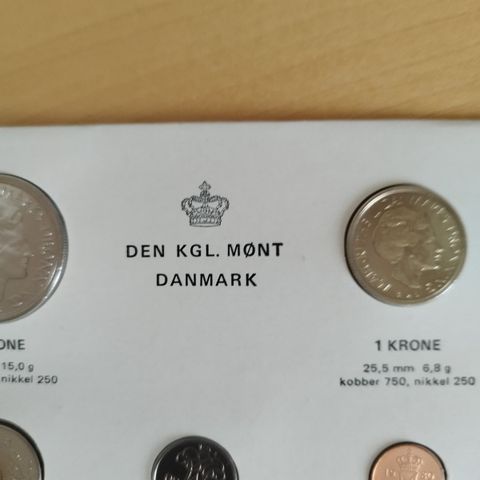 DEN KGL. MØNT
DANMARK
ONE
15,0 g
nikkel 250
1 KRONE
25,5 mm 6,8 g
kobber 750, nikkel 250